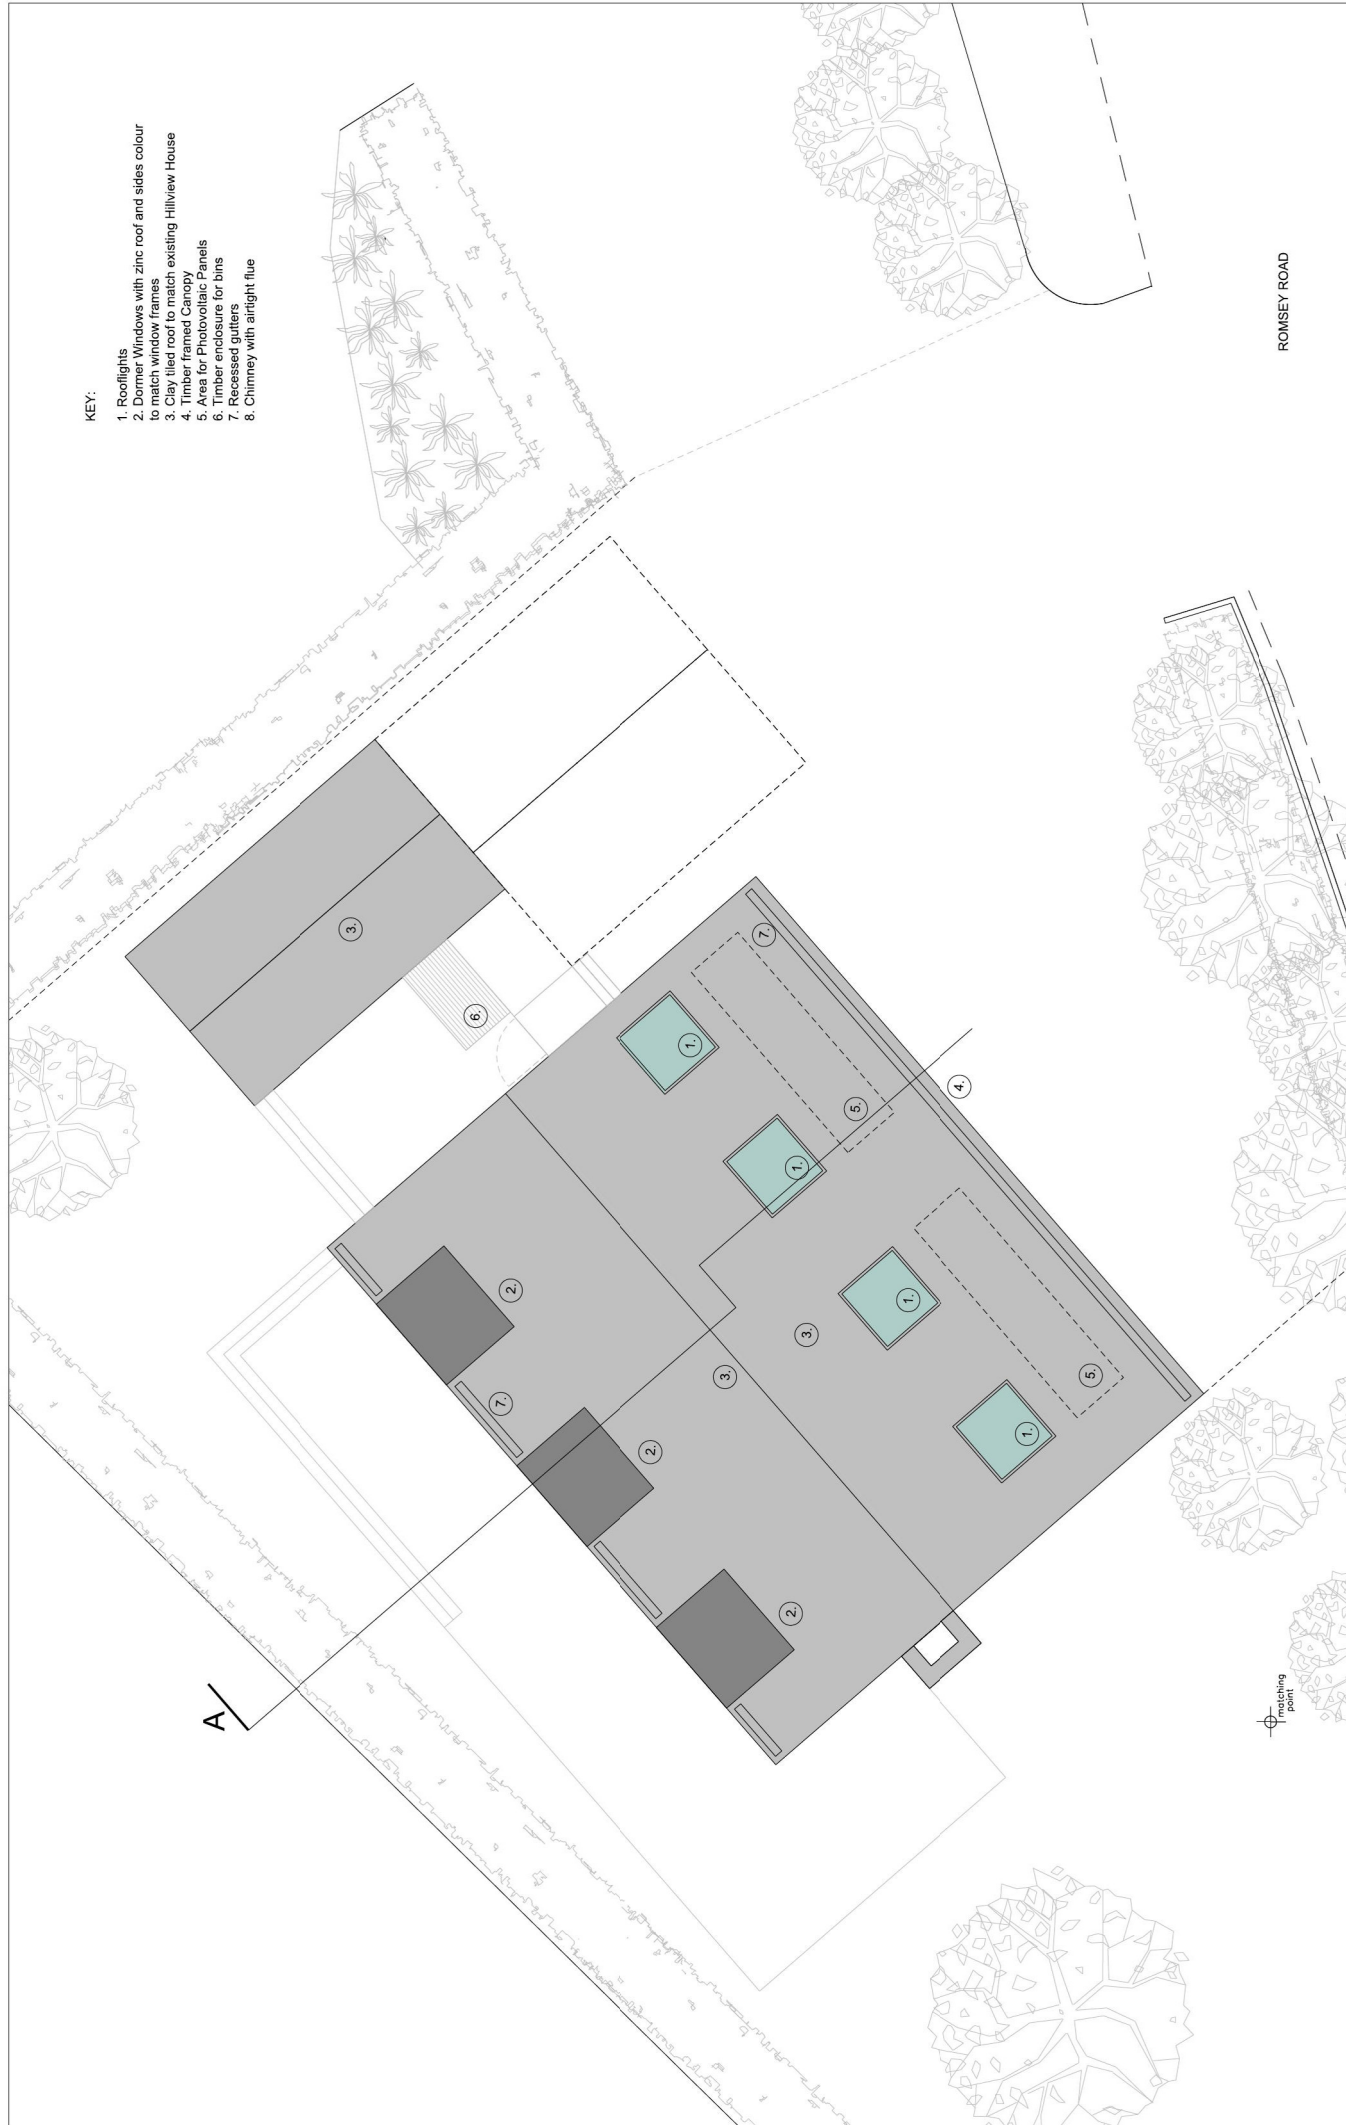 KEY:
1. Rooflights
2. Dormer Windows with zinc roof and sides colour
to match window frames
3. Clay tiled roof to match existing Hillview House
4. Timber framed Canopy
5. Area for Photovoltaic Panels
6. Timber enclosure for bins
7. Recessed gutters
8. Chimney with airtight flue
A
2.
7.
2.
2.
3.
3.
3.
6.
1.
1.
1.
1.
7.
5.
5.
4.
matching
point
ROMSEY ROAD